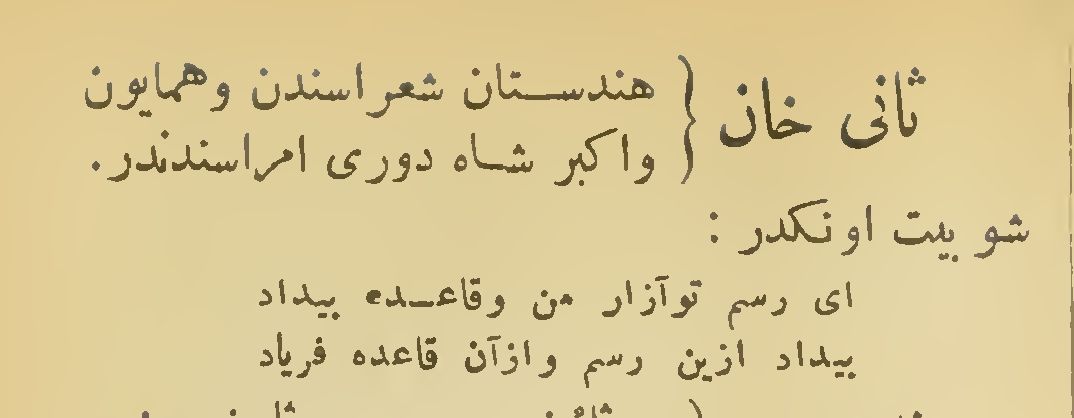 ثانی خان { هندستان شعراسندن وهمایون
واکبر شاه دوری امراسندندر.
شو بیت اونکدر :
ای رسم توآزار من وقاعده بیداد
بیداد ازین رسم وازآن قاعده فریاد